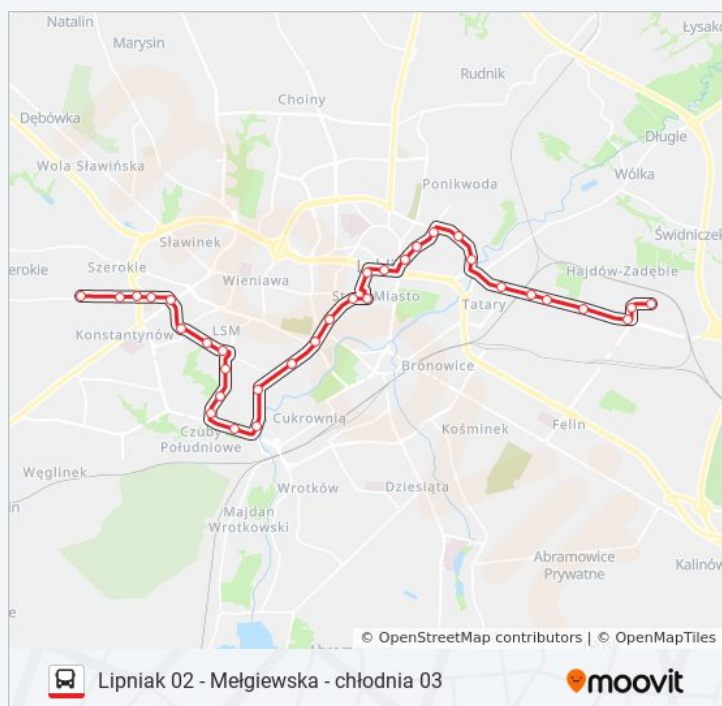 Natalin
Marysin
Łysako
Choiny
Rudnik
Dębówka
Długie
Wola Sławińska
Ponikwoda
Wólka
Świdniczek
Sławinek
erokie
Szerokie
Hajdów-Zadębie
Wieniawa
Miasto
Tatary
Konstantynów
LSM
Bronowice
Cukrownia
Czuby
Południowe
Kośminek
Felin
Węglinek
Wrotków
Dziesiąta
Majdan
Wrotkowski
Abramowice
Prywatne
Kalinów
© OpenStreetMap contributors | © OpenMapTiles
Lipniak 02 - Mełgiewska - chłodnia 03
moovit